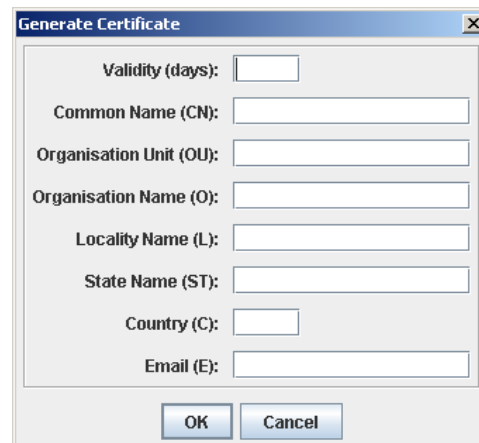 Generate Certificate
Validity (days):
Common Name (CN):
Organisation Unit (OU):
Organisation Name (O):
Locality Name (L):
State Name (ST):
Country (C):
Email (E):
OK Cancel